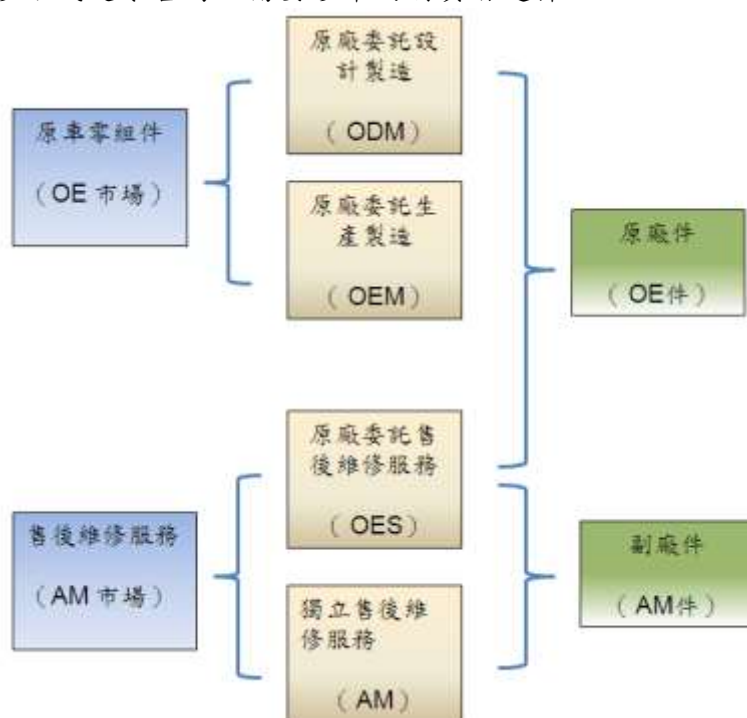 原廠委託設
計製造
（ODM）
原車零組件
（OE 市場）
原廠委託生
產製造
（OEM）
原廠件
（OE件）
原廠委託售
後維修服務
（OES）
售後維修服務
（AM 市場）
副廠件
（AM件）
獨立售後維
修服務
（AM）